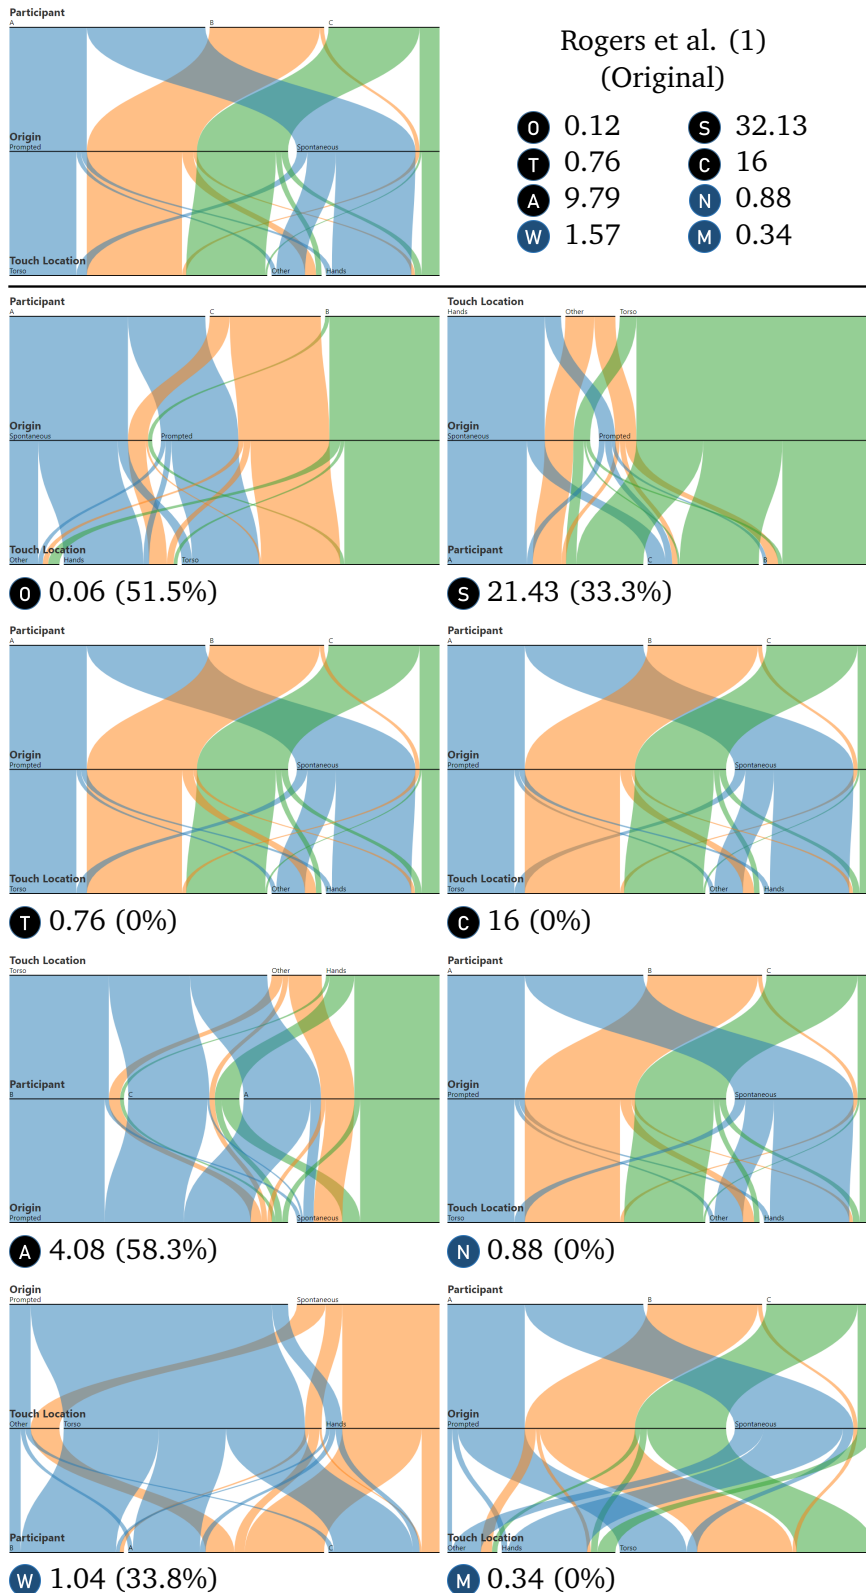 Participant
A B C
Origin
Prompted Spontaneous
Touch Location
Torso Other Hands
Rogers et al. (1)
(Original)
O 0.12 S 32.13
T 0.76 C 16
A 9.79 N 0.88
W 1.57 M 0.34
Participant
A C B
Origin
Spontaneous Prompted
Touch Location
Other Hands Torso
O 0.06 (51.5%)
Touch Location
Hands Other Torso
Origin
Spontaneous Prompted
Participant
A C B
S 21.43 (33.3%)
Participant
A B C
Origin
Prompted Spontaneous
Touch Location
Torso Other Hands
T 0.76 (0%)
Participant
A B C
Origin
Prompted Spontaneous
Touch Location
Torso Other Hands
C 16 (0%)
Touch Location
Torso Other Hands
Participant
B C A
Origin
Prompted Spontaneous
A 4.08 (58.3%)
Participant
A B C
Origin
Prompted Spontaneous
Touch Location
Torso Other Hands
N 0.88 (0%)
Origin
Prompted Spontaneous
Touch Location
Other Torso Hands
Participant
B A C
W 1.04 (33.8%)
Participant
A B C
Origin
Prompted Spontaneous
Touch Location
Other Hands Torso
M 0.34 (0%)